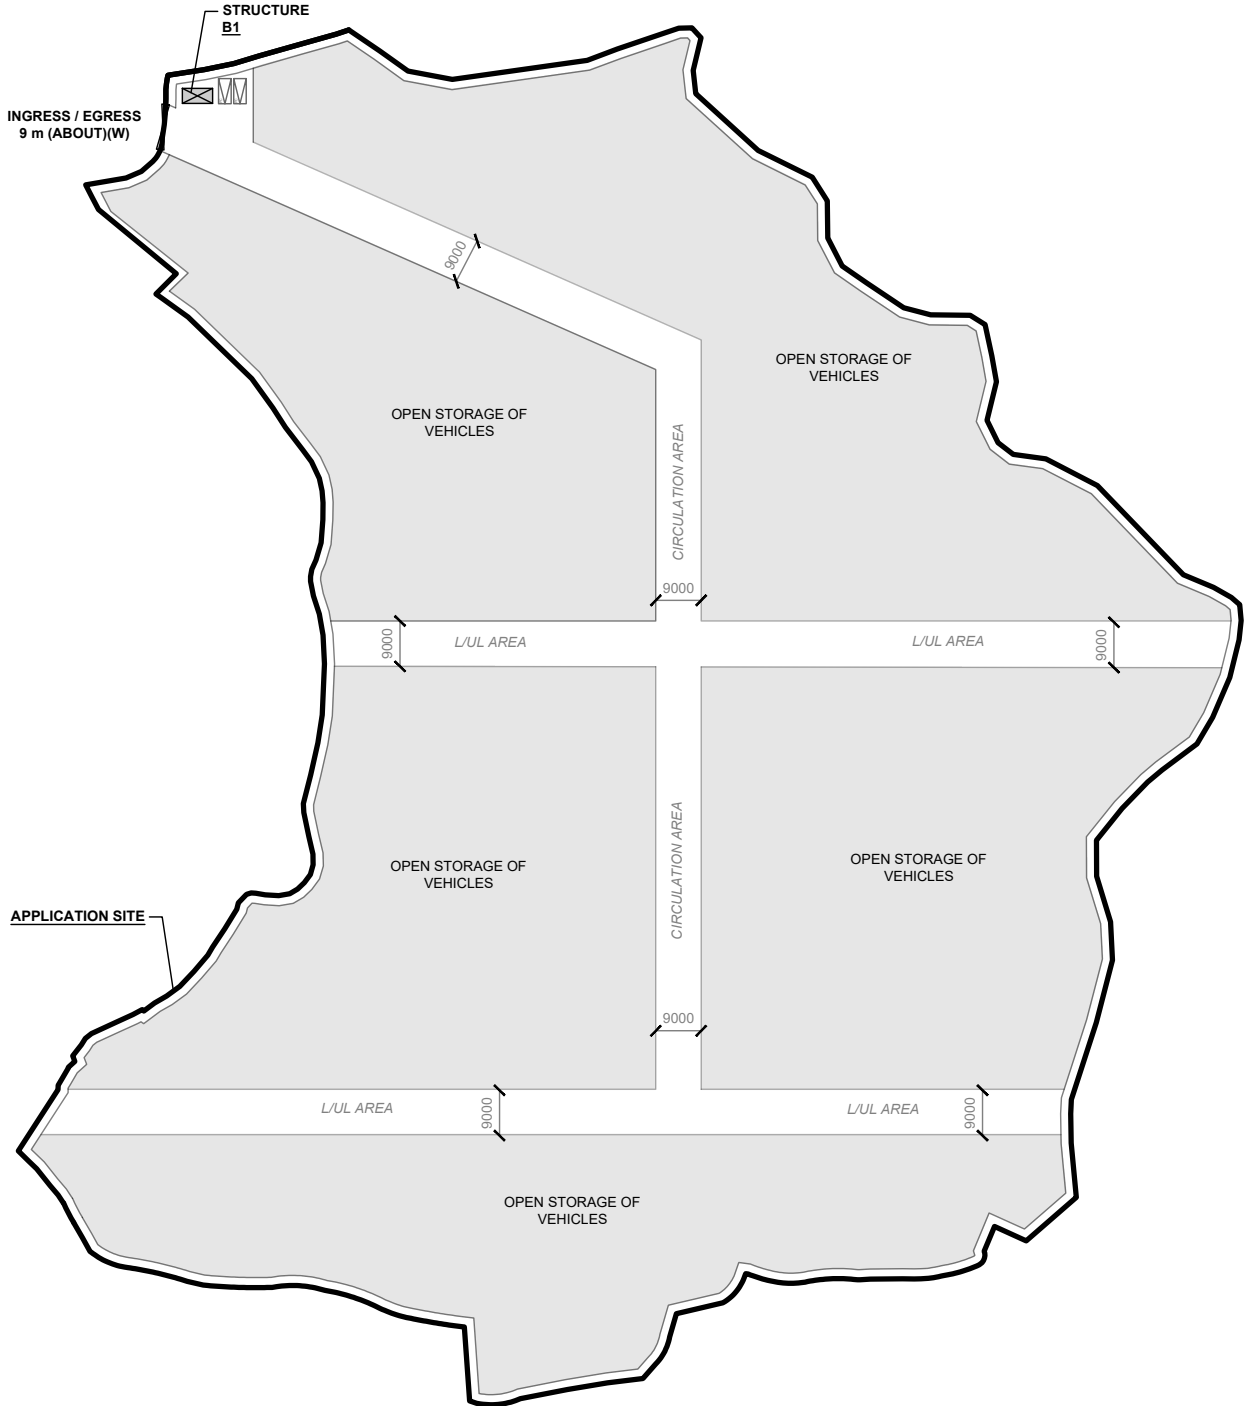 STRUCTURE
B1
INGRESS / EGRESS
9 m (ABOUT)(W)
9000
OPEN STORAGE OF
VEHICLES
OPEN STORAGE OF
VEHICLES
CIRCULATION AREA
9000
9000
L/UL AREA
L/UL AREA
9000
CIRCULATION AREA
OPEN STORAGE OF
VEHICLES
OPEN STORAGE OF
VEHICLES
APPLICATION SITE
9000
L/UL AREA
9000
L/UL AREA
9000
OPEN STORAGE OF
VEHICLES